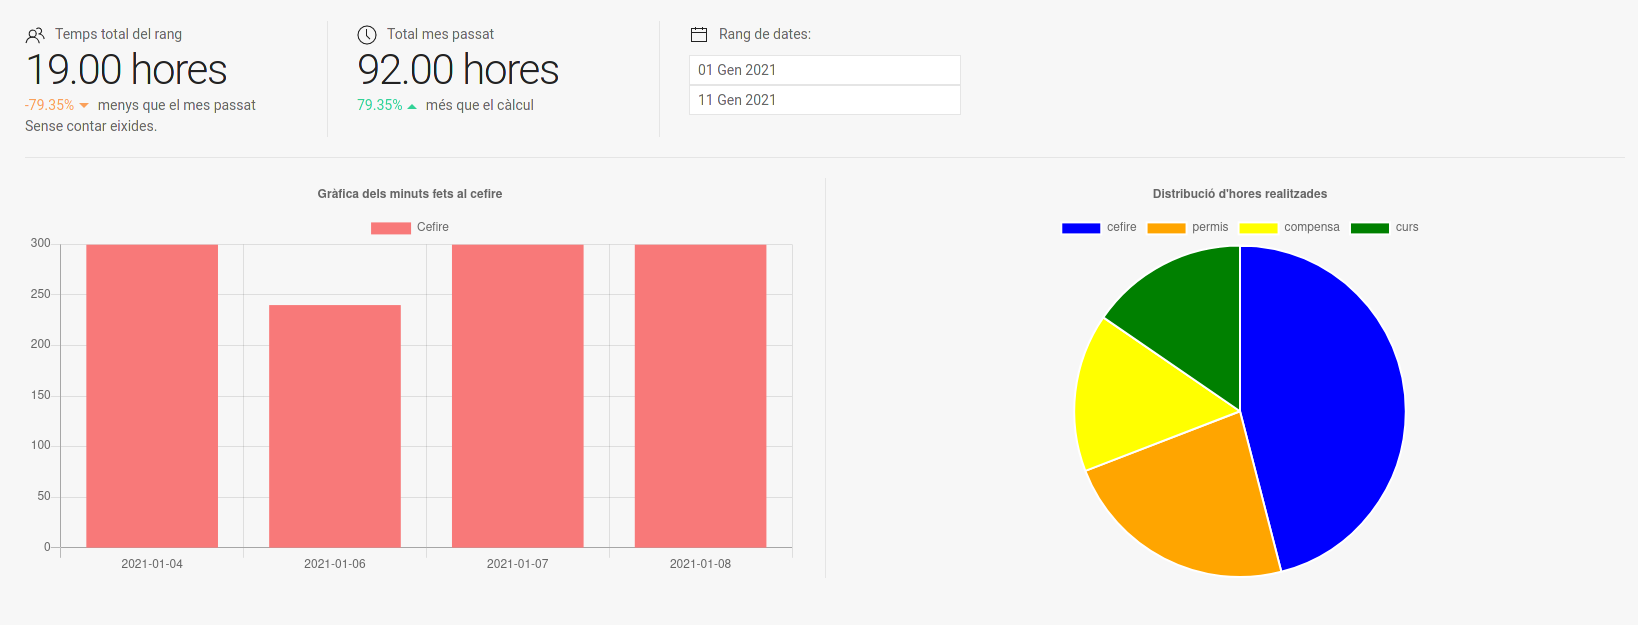 Temps total del rang
19.00 hores
-79.35% menys que el mes passat
Sense contar eixides.
Total mes passat
92.00 hores
79.35% més que el càlcul
Rang de dates:
01 Gen 2021
11 Gen 2021
Gràfica dels minuts fets al cefire
Cefire
300
250
200
150
100
50
0
2021-01-04 2021-01-06 2021-01-07 2021-01-08
Distribució d'hores realitzades
cefire permis compensa curs